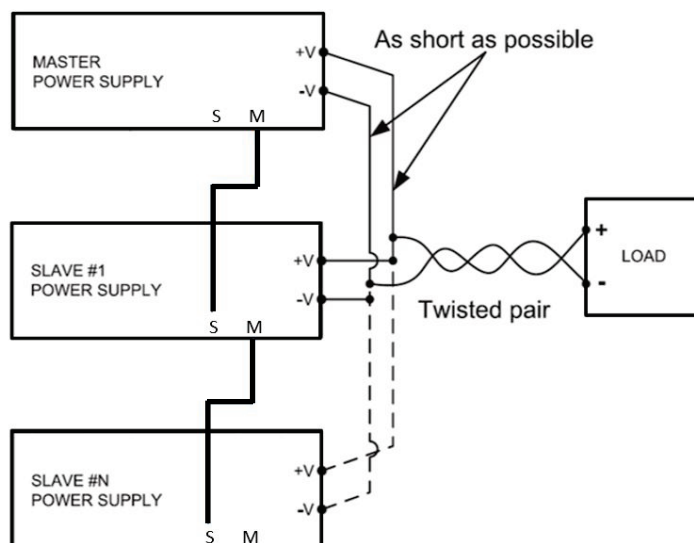 MASTER
POWER SUPPLY
+V
-V
S M
As short as possible
SLAVE #1
POWER SUPPLY
+V
-V
S M
+
-
LOAD
Twisted pair
SLAVE #N
POWER SUPPLY
+V
-V
S M